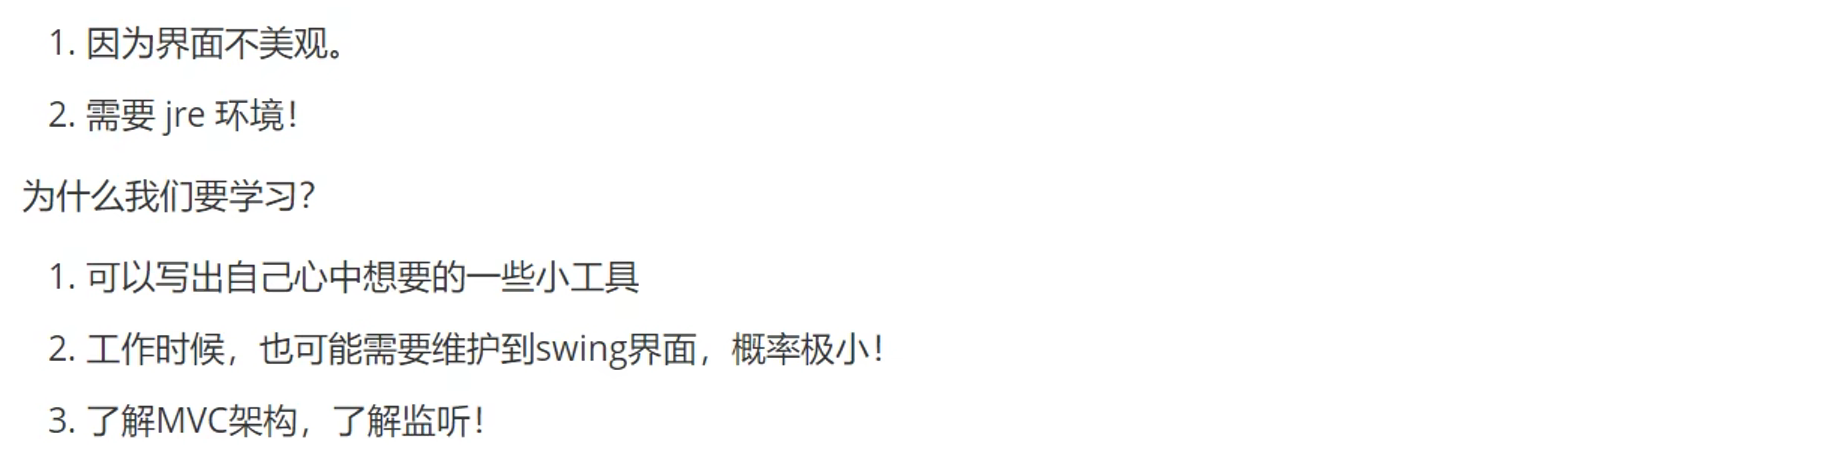 1. 因为界面不美观。
2. 需要 jre 环境！
为什么我们要学习？
1. 可以写出自己心中想要的一些小工具
2. 工作时候，也可能需要维护到swing界面，概率极小！
3. 了解MVC架构，了解监听！